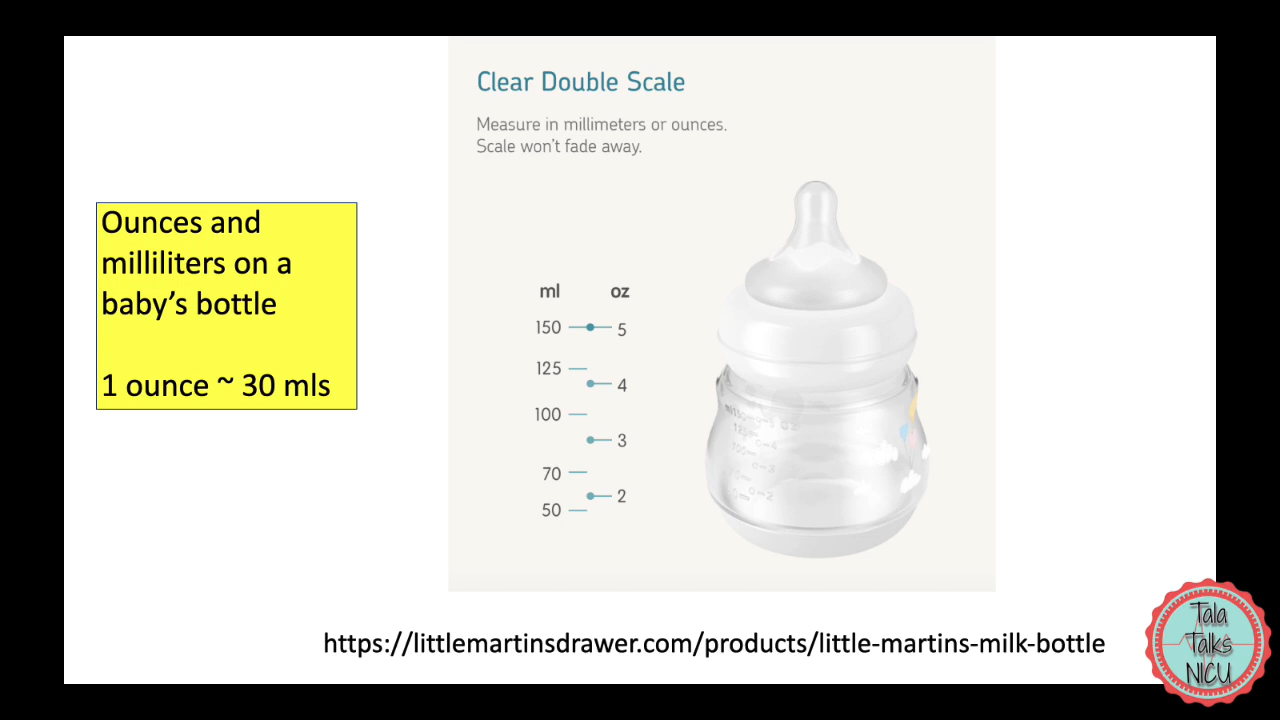 Clear Double Scale
Measure in millimeters or ounces.
Scale won't fade away.
Ounces and
milliliters on a
baby's bottle
1 ounce ~ 30 mls
ml oz
150 5
125
4
100
3
70
2
50
https://littlemartinsdrawer.com/products/little-martins-milk-bottle
Tala
Talks
NICU